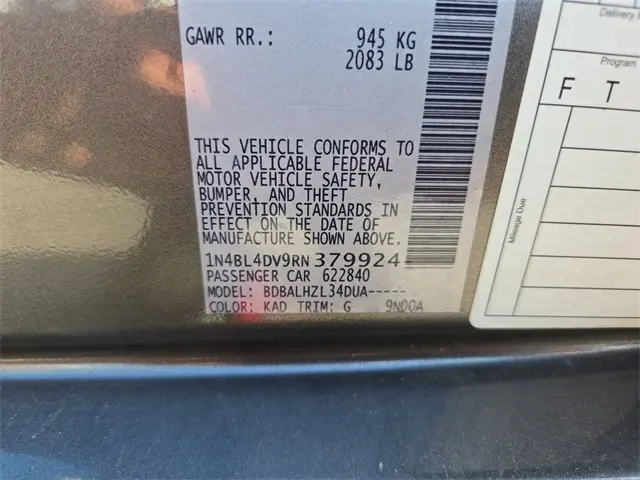 GAWR RR.: 945 KG
2083 LB
THIS VEHICLE CONFORMS TO
ALL APPLICABLE FEDERAL
MOTOR VEHICLE SAFETY,
BUMPER, AND THEFT
PREVENTION STANDARDS IN
EFFECT ON THE DATE OF
MANUFACTURE SHOWN ABOVE.
1N4BL4DV9RN379924
PASSENGER CAR 622840
MODEL: BDBALHZL34DUA-----
COLOR: KAD TRIM: G 9N00A
Delivery
Program
F T
Mileage Due